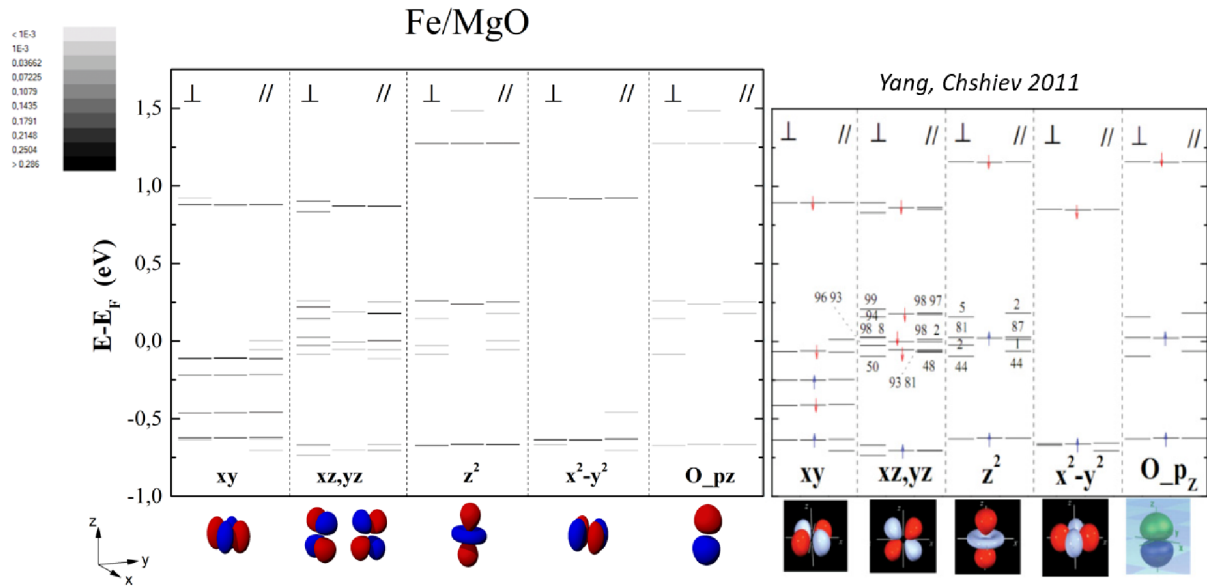 Fe/MgO
< 1E-3
1E-3
0,03662
0,07225
0,1079
0,1435
0,1791
0,2148
0,2504
> 0.286
Yang, Chshiev 2011
⊥ // ⊥ // ⊥ // ⊥ // ⊥ //
⊥ // ⊥ // ⊥ // ⊥ // ⊥ //
1,5
1,0
0,5
0,0
-0,5
-1,0
E-E_F (eV)
xy xz,yz z² x²-y² O_pz
96 93 99 98 97 5 2
94
98 8 98 2 81 87
2 1
50 48 44 44
93 81
xy xz,yz z² x²-y² O_p_z
z
y
x